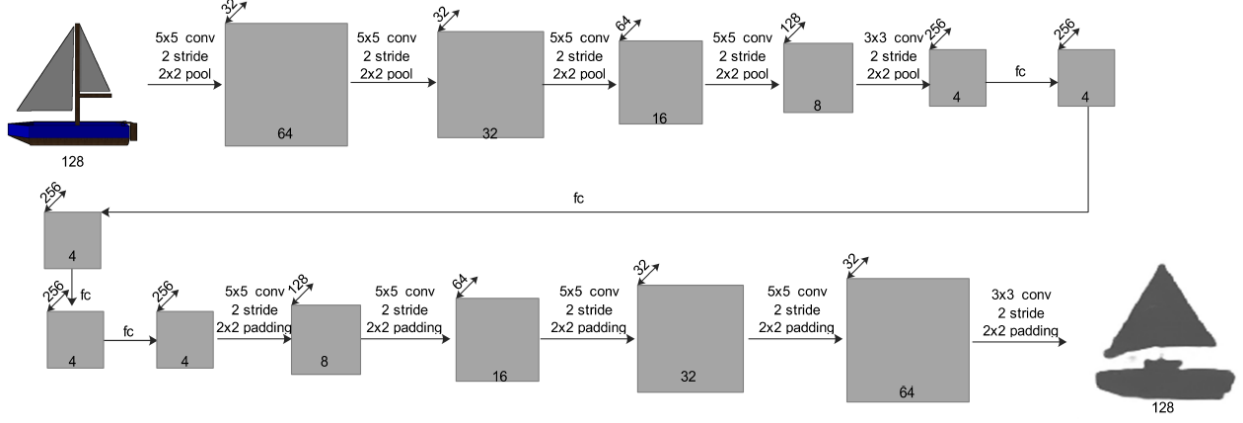 32
5x5 conv
2 stride
2x2 pool
64
32
5x5 conv
2 stride
2x2 pool
32
64
5x5 conv
2 stride
2x2 pool
16
128
5x5 conv
2 stride
2x2 pool
8
256
3x3 conv
2 stride
2x2 pool
4
fc
256
4
128
fc
256
4
fc
256
4
fc
256
4
5x5 conv
2 stride
2x2 padding
128
8
5x5 conv
2 stride
2x2 padding
64
16
5x5 conv
2 stride
2x2 padding
32
32
5x5 conv
2 stride
2x2 padding
32
64
3x3 conv
2 stride
2x2 padding
128